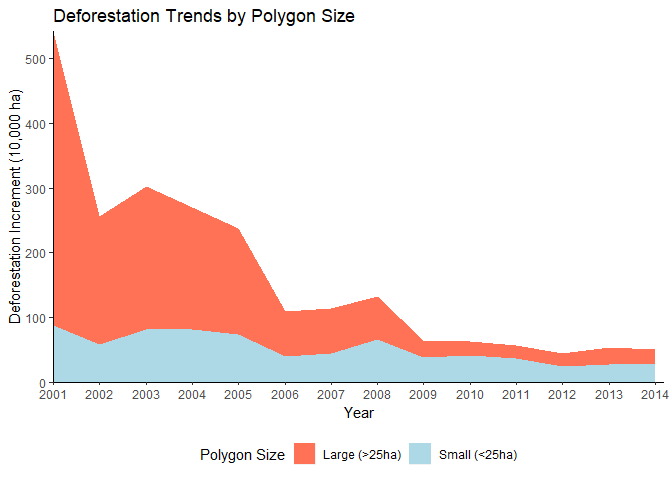 Deforestation Trends by Polygon Size
Deforestation Increment (10,000 ha)
500
400
300
200
100
0
2001 2002 2003 2004 2005 2006 2007 2008 2009 2010 2011 2012 2013 2014
Year
Polygon Size Large (>25ha) Small (<25ha)